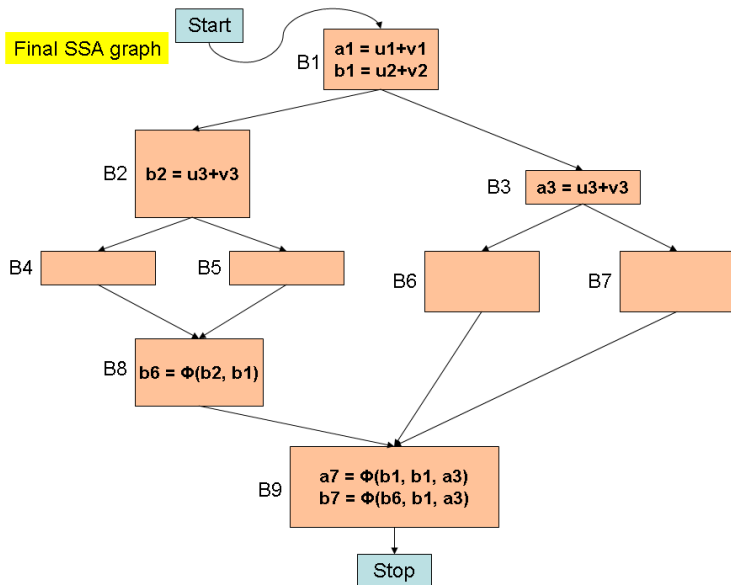 Start
Final SSA graph
B1
a1 = u1+v1
b1 = u2+v2
B2
b2 = u3+v3
B3
a3 = u3+v3
B4
B5
B6
B7
B8
b6 = Φ(b2, b1)
B9
a7 = Φ(b1, b1, a3)
b7 = Φ(b6, b1, a3)
Stop